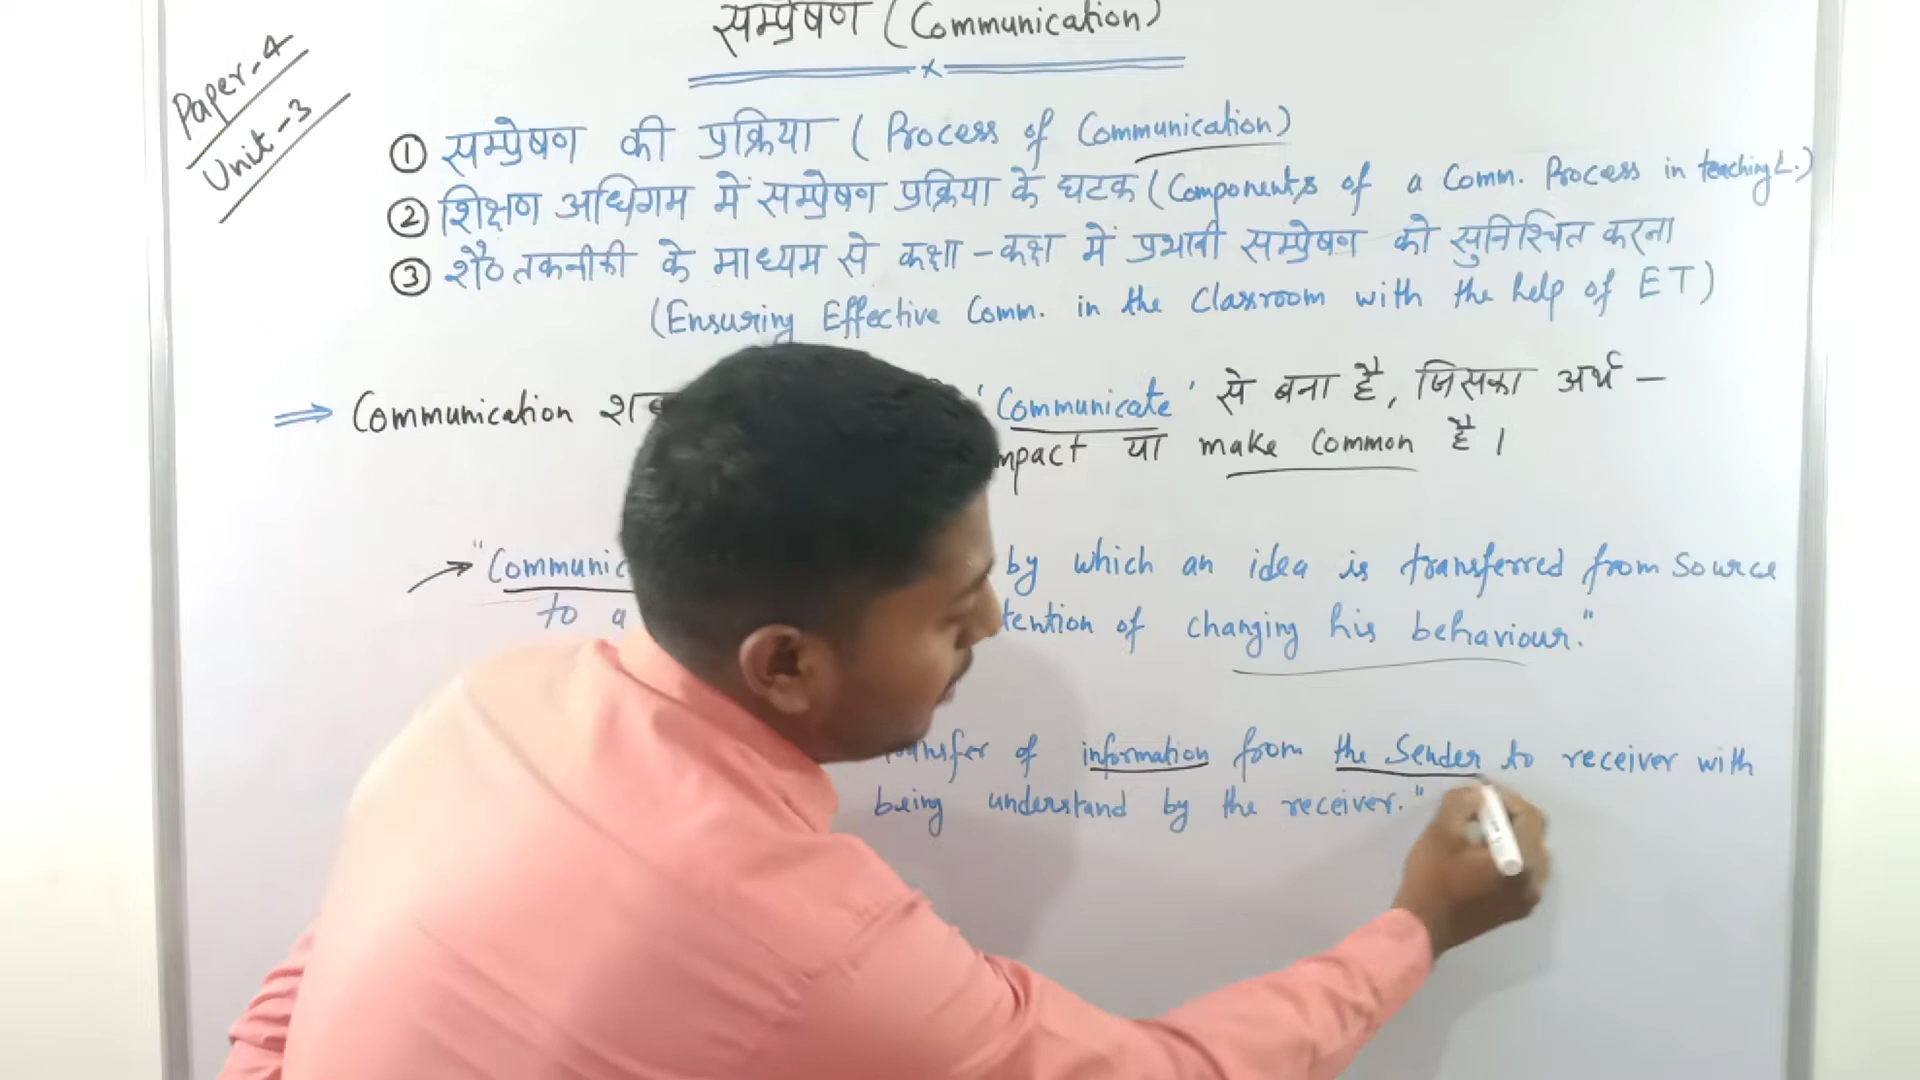 सम्प्रेषण (Communication)
Paper-4
Unit-3
① सम्प्रेषण की प्रक्रिया ( Process of Communication)
② शिक्षण अधिगम में सम्प्रेषण प्रक्रिया के घटक (Components of a Comm. Process in teaching L.)
③ शै० तकनीकी के माध्यम से कक्षा-कक्ष में प्रभावी सम्प्रेषण को सुनिश्चित करना
(Ensuring Effective Comm. in the Classroom with the help of ET)
⇒ Communication 'Communicate' से बना है, जिसका अर्थ –
या make Common है।
→ " by which an idea is transferred from Source
to a of changing his behaviour."
of information from the Sender to receiver with
being understand by the receiver."